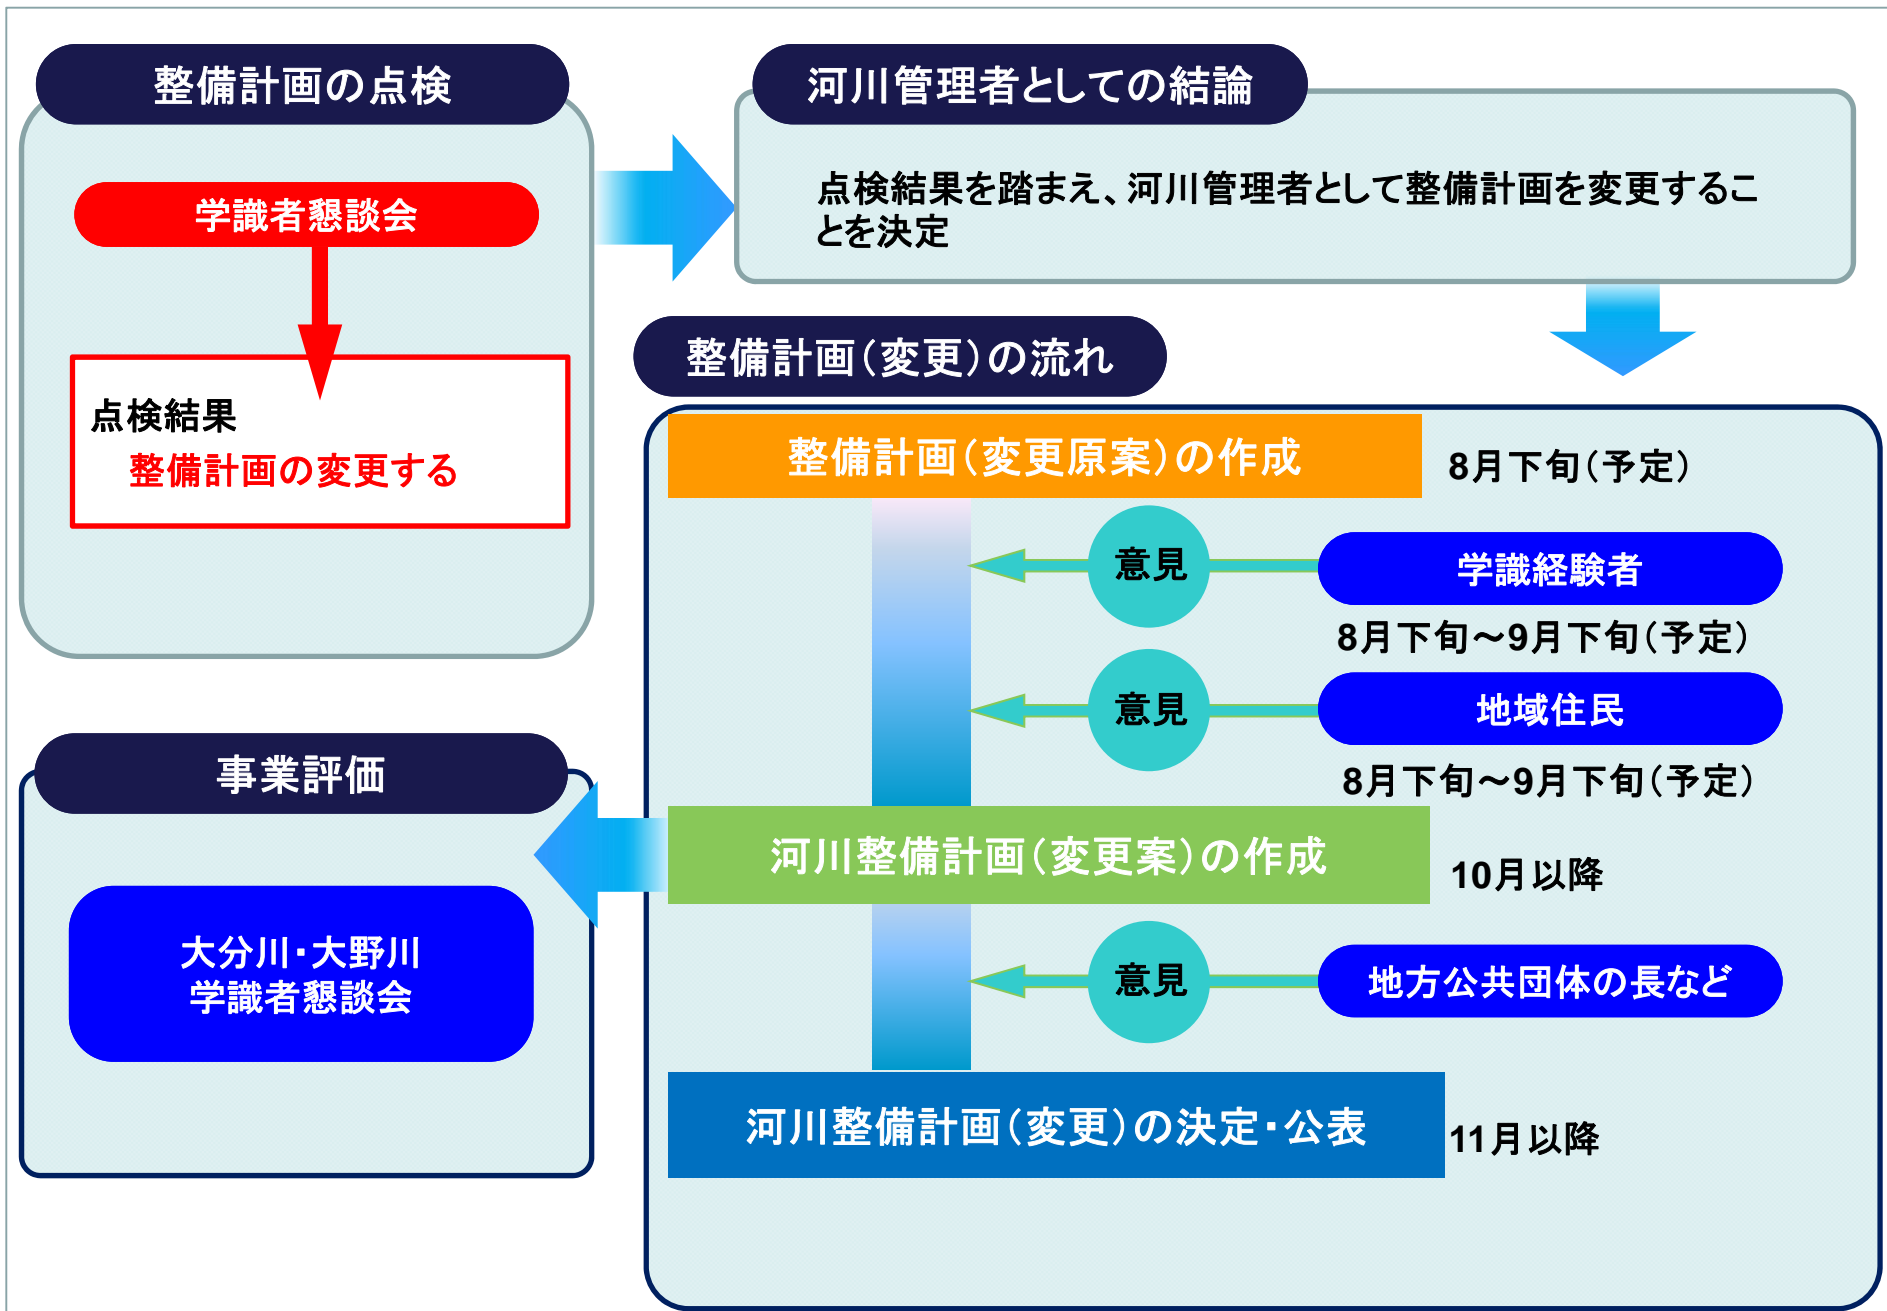 整備計画の点検
学識者懇談会
点検結果
整備計画の変更する
河川管理者としての結論
点検結果を踏まえ、河川管理者として整備計画を変更するこ
とを決定
整備計画(変更)の流れ
整備計画(変更原案)の作成
8月下旬(予定)
意見
学識経験者
8月下旬~9月下旬(予定)
意見
地域住民
8月下旬~9月下旬(予定)
河川整備計画(変更案)の作成
10月以降
意見
地方公共団体の長など
河川整備計画(変更)の決定・公表
11月以降
事業評価
大分川・大野川
学識者懇談会